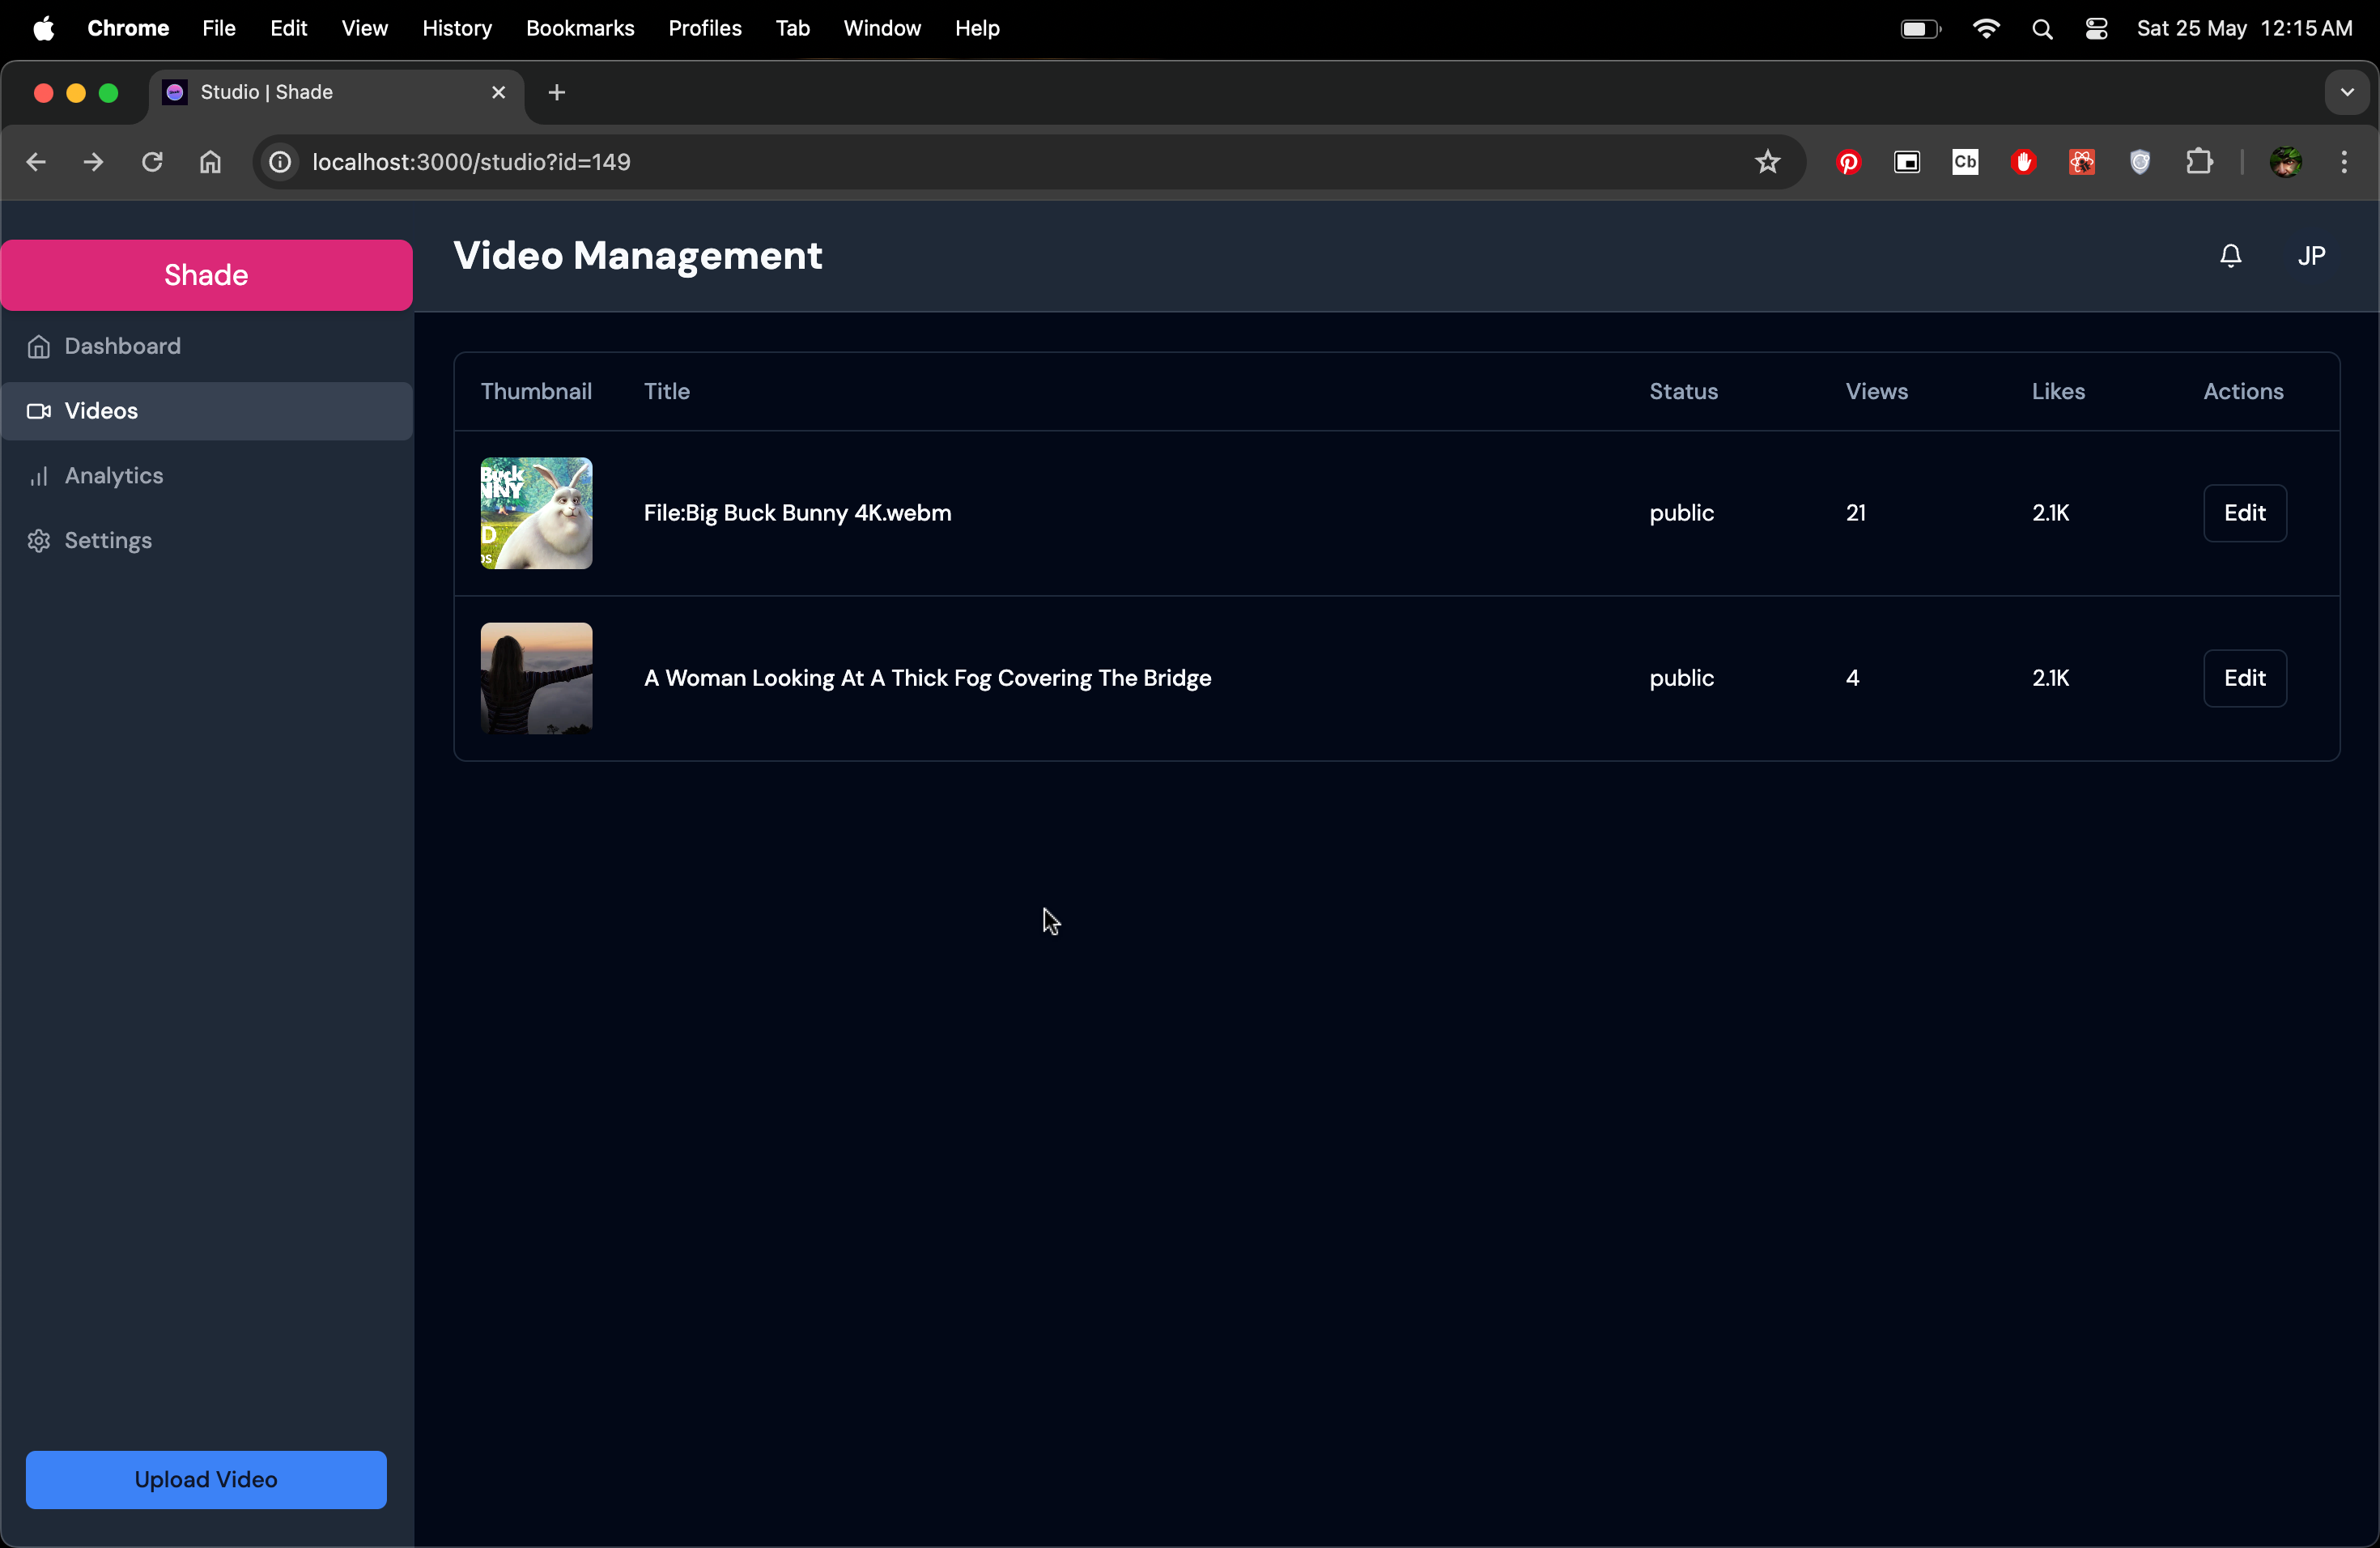 Chrome File Edit View History Bookmarks Profiles Tab Window Help Sat 25 May 12:15 AM
Studio | Shade
localhost:3000/studio?id=149
Cb
Shade
Dashboard
Videos
Analytics
Settings
Upload Video
Video Management
JP
Thumbnail Title Status Views Likes Actions
Buck
NNY
D
File:Big Buck Bunny 4K.webm public 21 2.1K Edit
A Woman Looking At A Thick Fog Covering The Bridge public 4 2.1K Edit